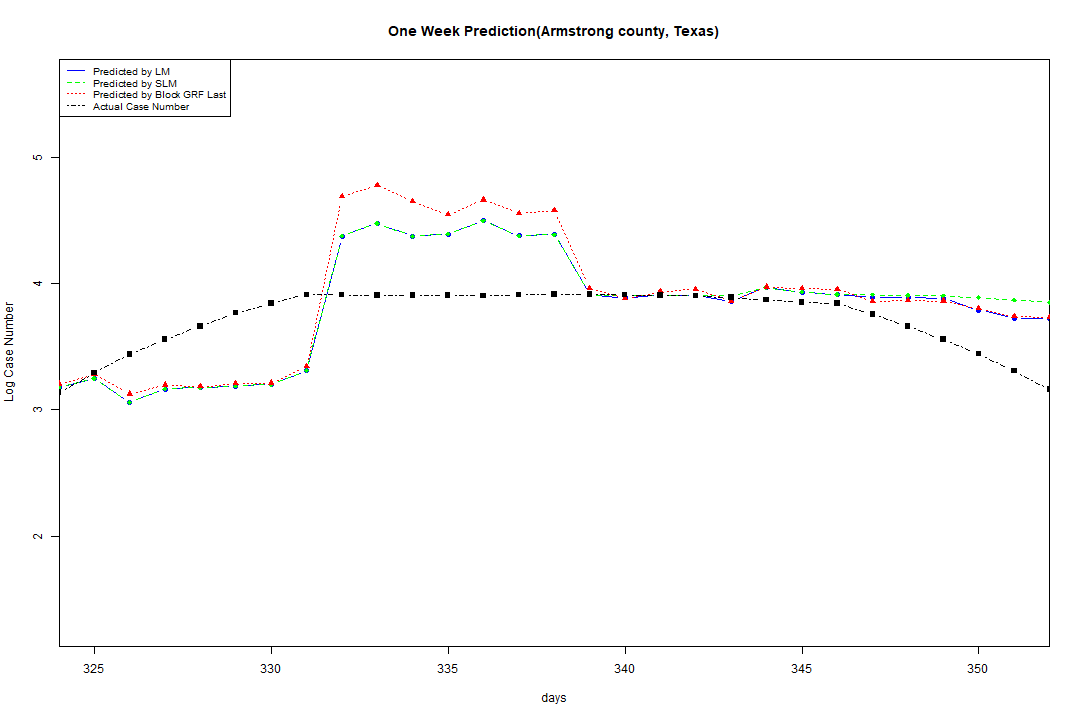 One Week Prediction(Armstrong county, Texas)
Predicted by LM
Predicted by SLM
Predicted by Block GRF Last
Actual Case Number
5
4
3
2
Log Case Number
325 330 335 340 345 350
days